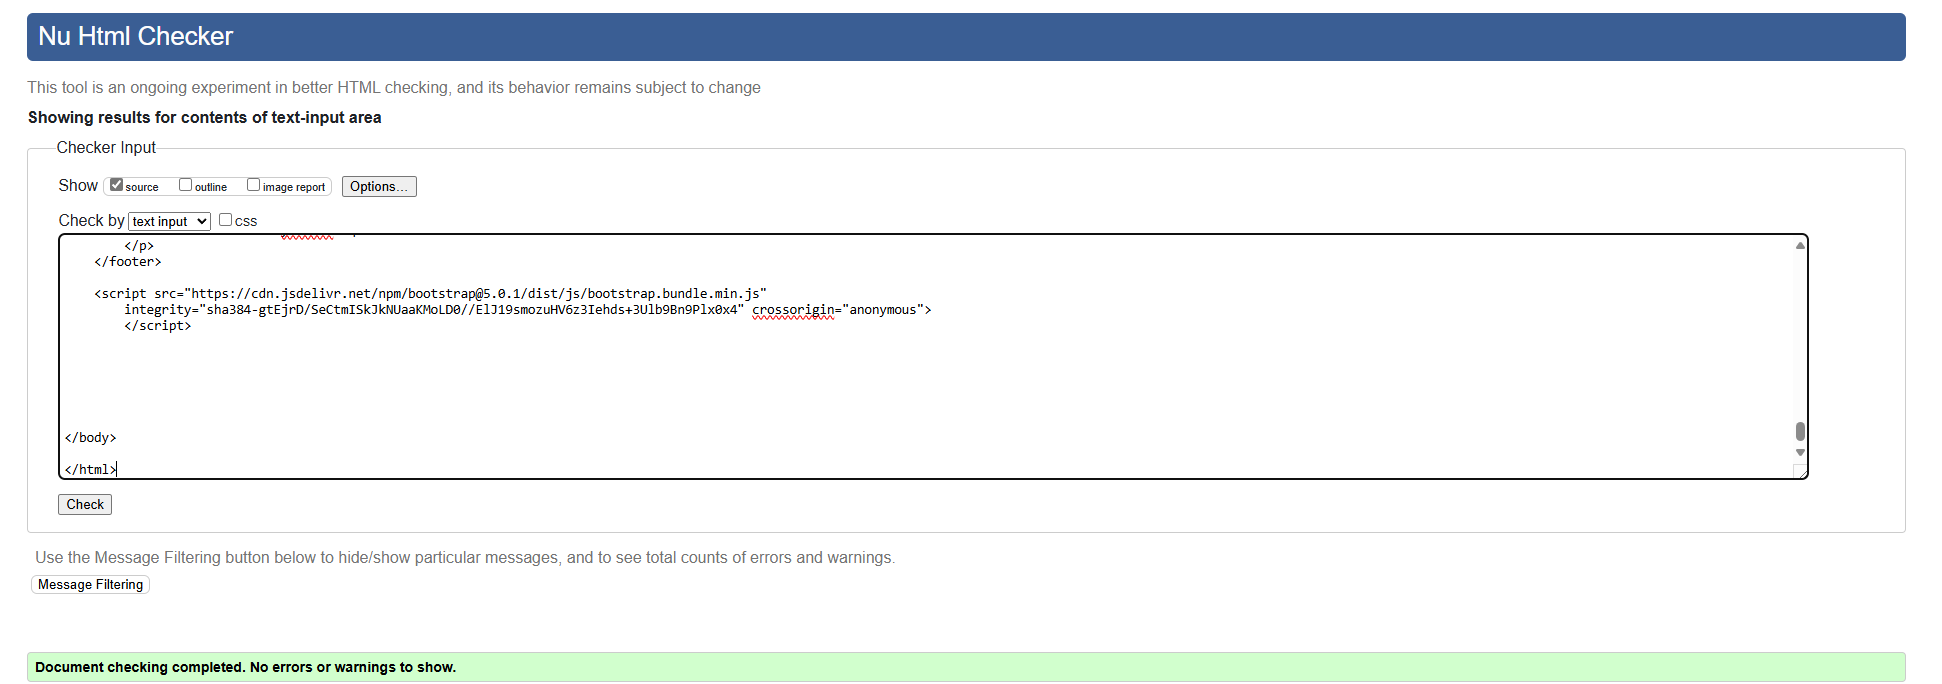 Nu Html Checker
This tool is an ongoing experiment in better HTML checking, and its behavior remains subject to change
Showing results for contents of text-input area
Checker Input
Show source outline image report Options...
Check by text input css
</p>
</footer>
<script src="https://cdn.jsdelivr.net/npm/bootstrap@5.0.1/dist/js/bootstrap.bundle.min.js"
integrity="sha384-gtEjrD/SeCtmISkJkNUaaKMoLD0//ElJ19smozuHV6z3Iehds+3Ulb9Bn9Plx0x4" crossorigin="anonymous">
</script>
</body>
</html>
Check
Use the Message Filtering button below to hide/show particular messages, and to see total counts of errors and warnings.
Message Filtering
Document checking completed. No errors or warnings to show.